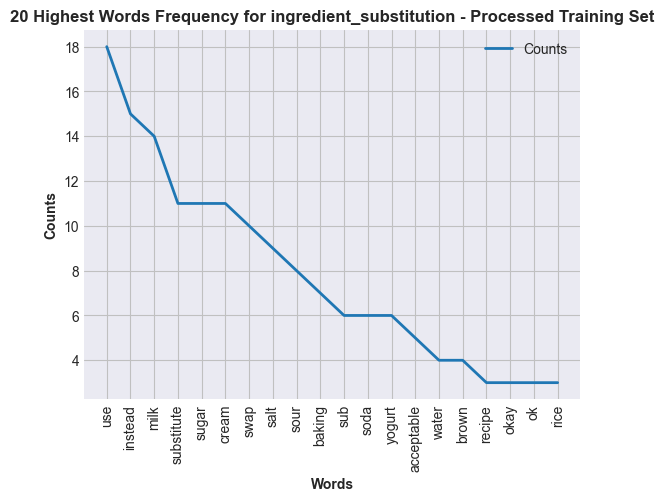 20 Highest Words Frequency for ingredient_substitution - Processed Training Set
Counts
18
16
14
12
10
8
6
4
Counts
use
instead
milk
substitute
sugar
cream
swap
salt
sour
baking
sub
soda
yogurt
acceptable
water
brown
recipe
okay
ok
rice
Words